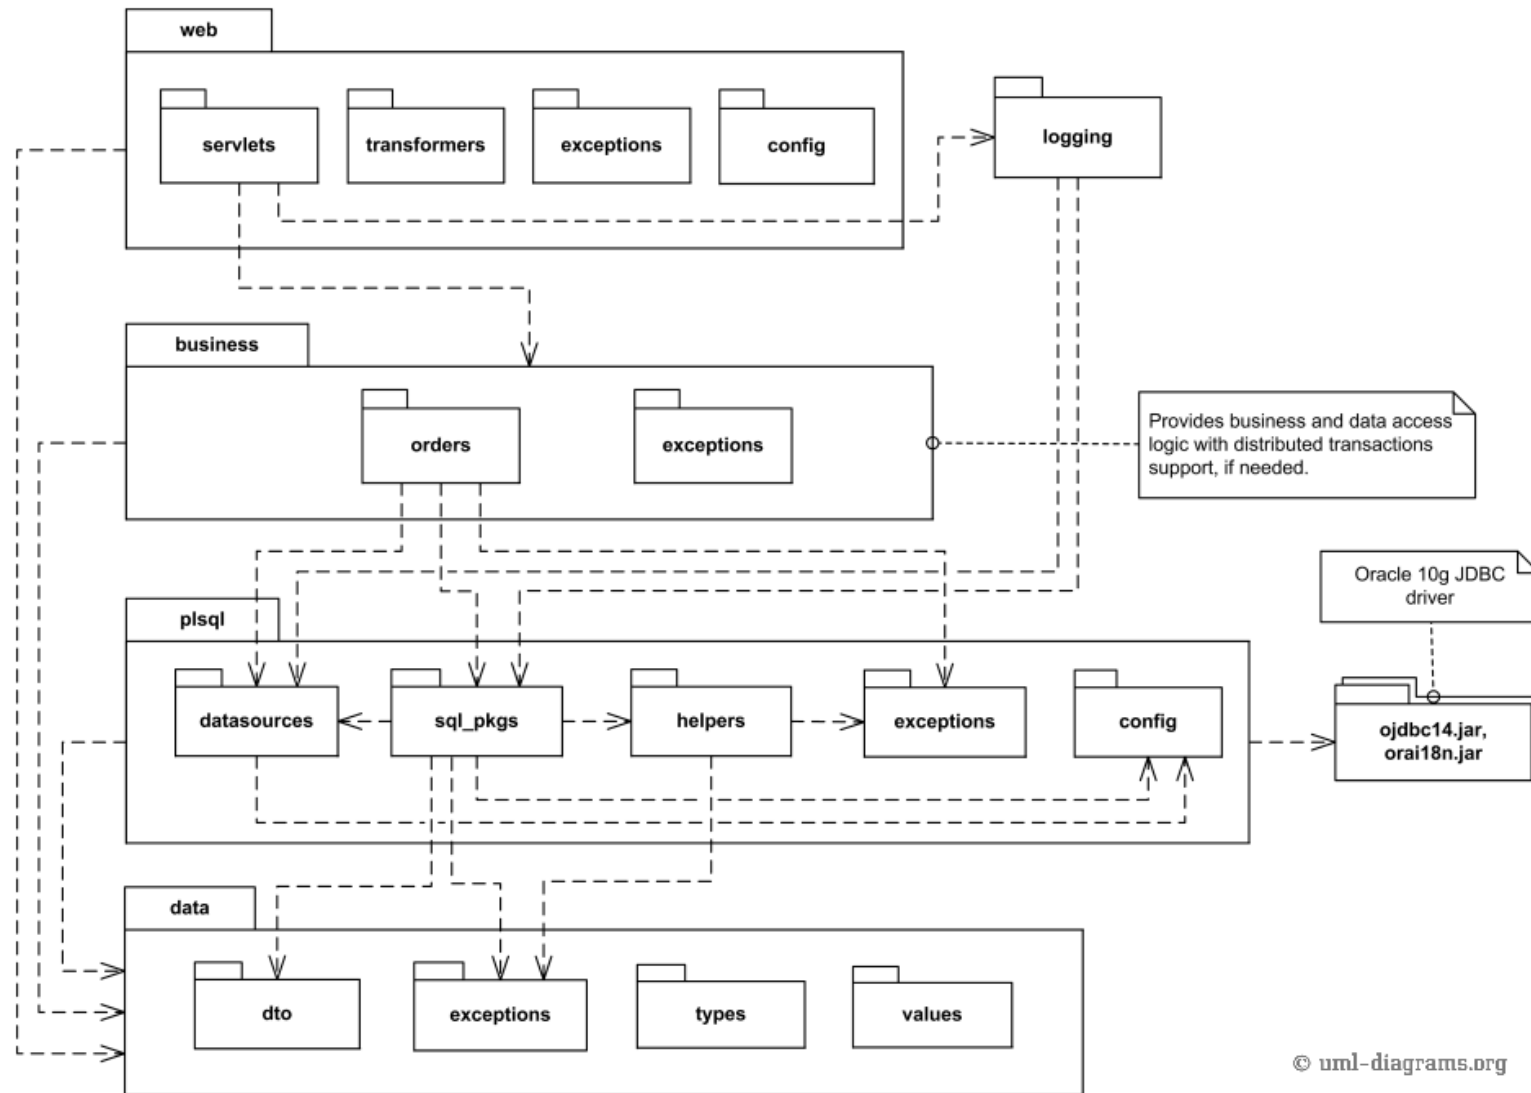 web
servlets
transformers
exceptions
config
logging
business
orders
exceptions
Provides business and data access
logic with distributed transactions
support, if needed.
Oracle 10g JDBC
driver
plsql
datasources
sql_pkgs
helpers
exceptions
config
ojdbc14.jar,
orai18n.jar
data
dto
exceptions
types
values
© uml-diagrams.org